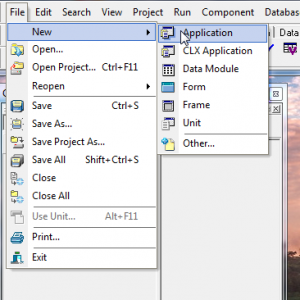 File Edit Search View Project Run Component Databas
New
Open...
Open Project... Ctrl+F11
Reopen
Save Ctrl+S
Save As...
Save Project As...
Save All Shift+Ctrl+S
Close
Close All
Use Unit... Alt+F11
Print...
Exit
Application
CLX Application
Data Module
Form
Frame
Unit
Other...
Data